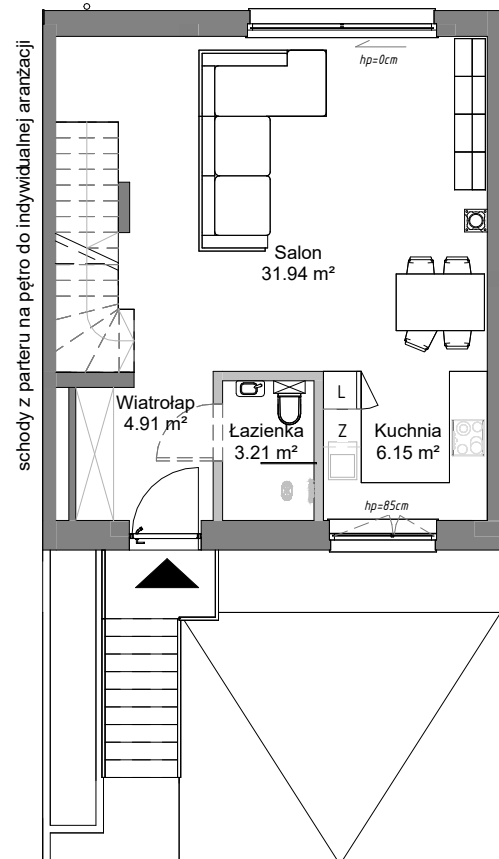 schody z parteru na pętro do indywidualnej aranżacji
hp=0cm
Salon
31.94 m²
Wiatrołap
4.91 m²
Łazienka
3.21 m²
L
Z
Kuchnia
6.15 m²
hp=85cm